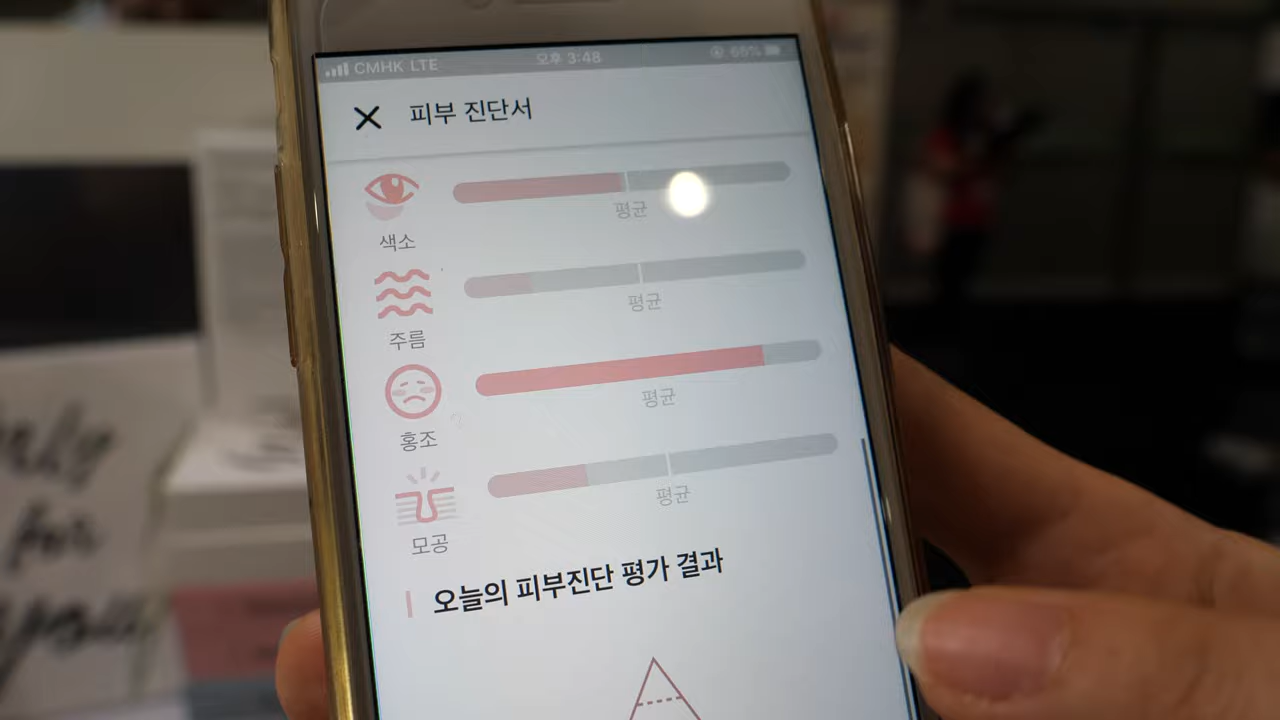 CMHK LTE 오후 3:48 65%
피부 진단서
평균
색소
평균
주름
평균
홍조
평균
모공
오늘의 피부진단 평가 결과